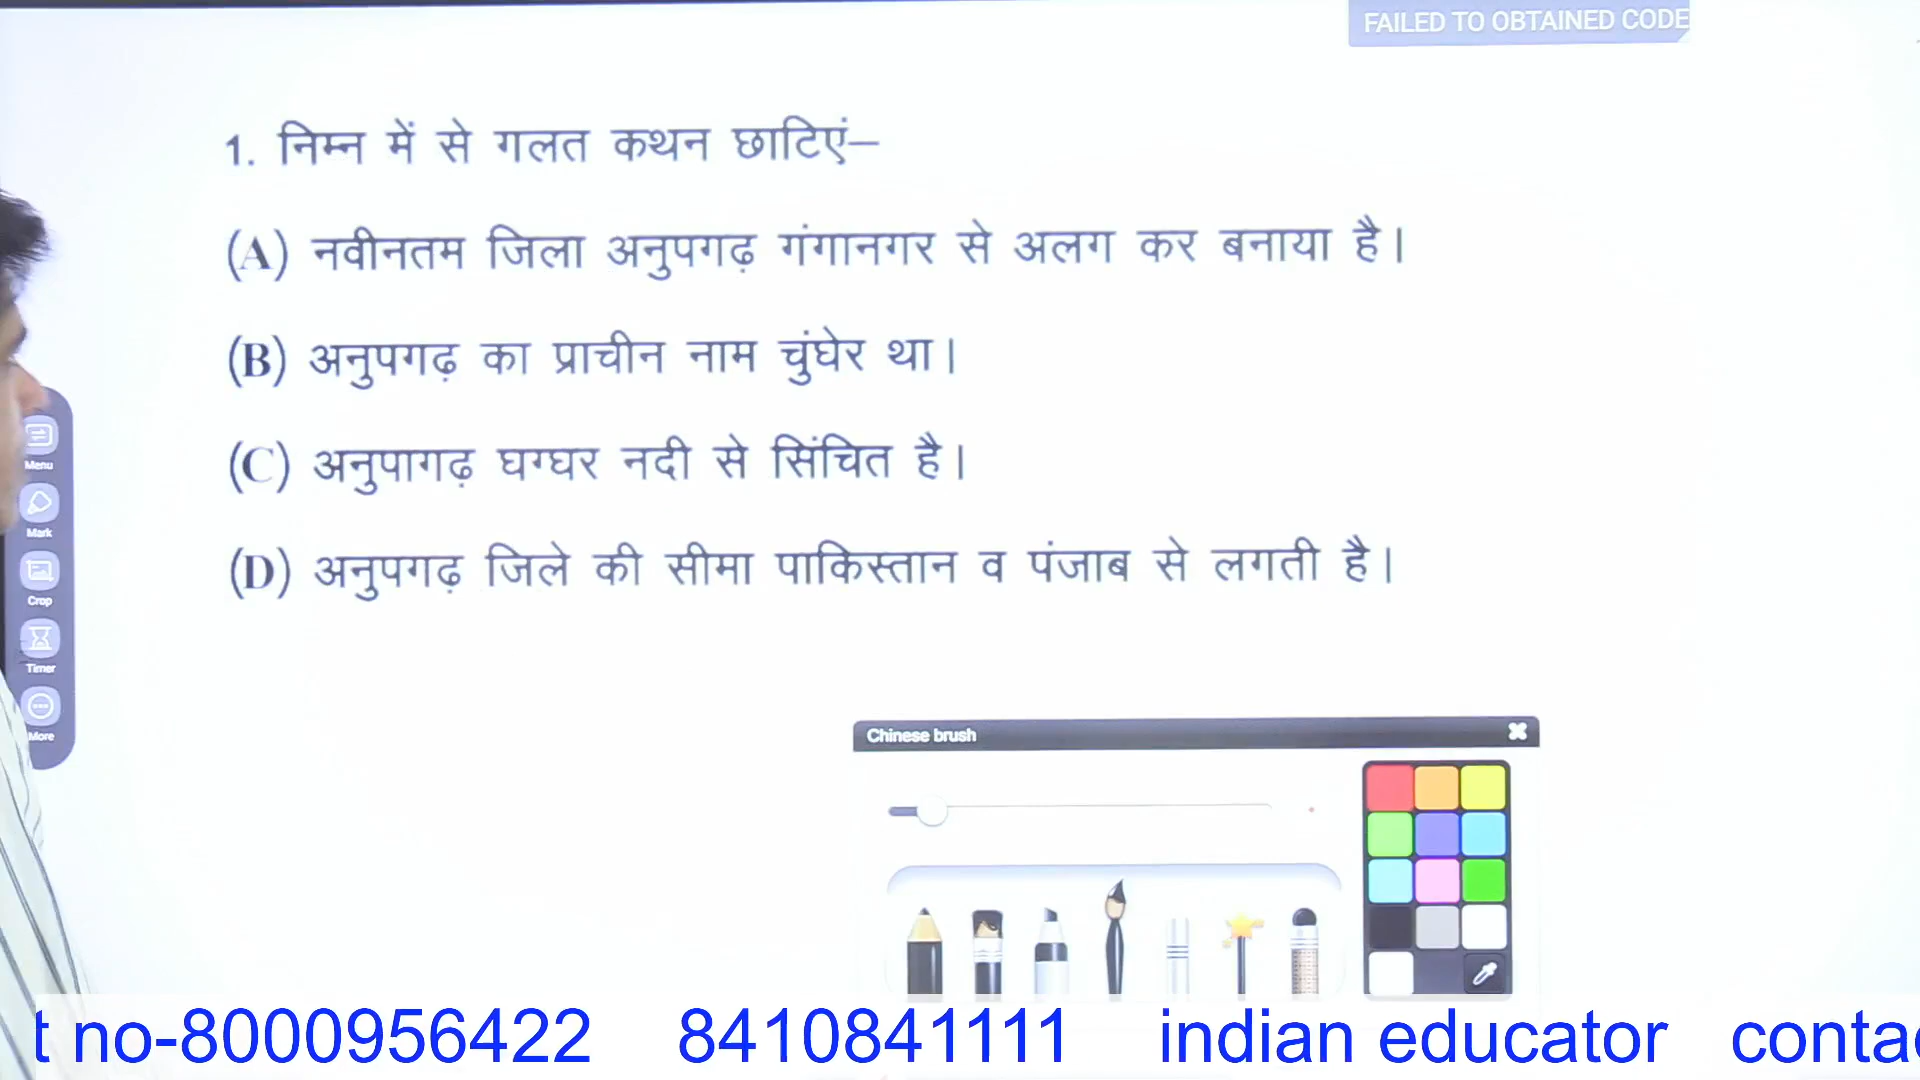 FAILED TO OBTAINED CODE
1. निम्न में से गलत कथन छाटिएं–
(A) नवीनतम जिला अनुपगढ़ गंगानगर से अलग कर बनाया है।
(B) अनुपगढ़ का प्राचीन नाम चुंघेर था।
(C) अनुपागढ़ घग्घर नदी से सिंचित है।
(D) अनुपगढ़ जिले की सीमा पाकिस्तान व पंजाब से लगती है।
Menu
Mark
Crop
Timer
More
Chinese brush
t no-8000956422 8410841111 indian educator contac